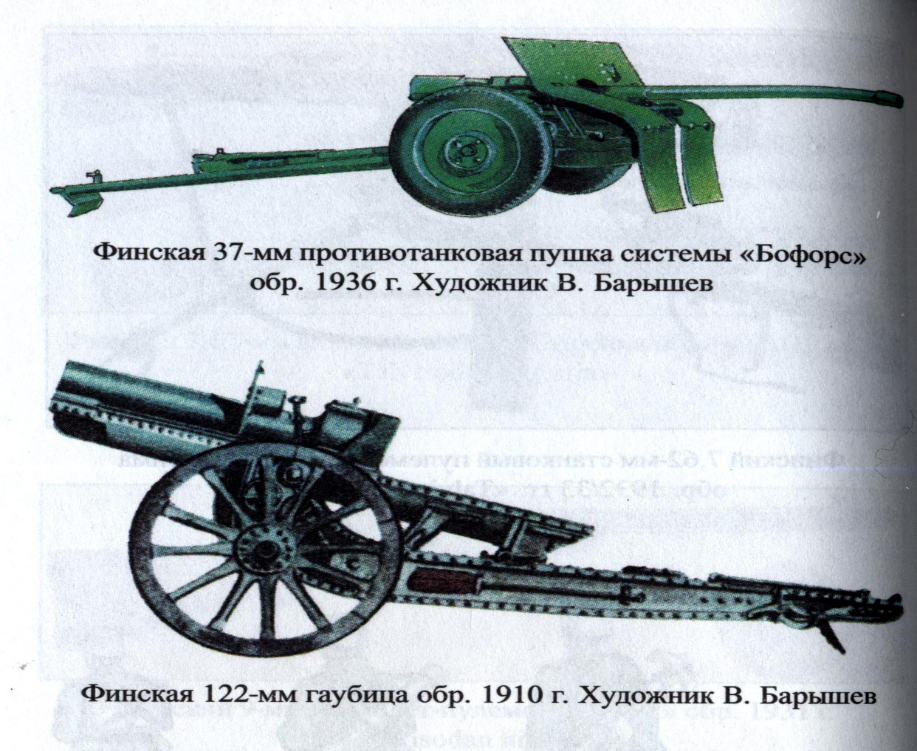 Финская 37-мм противотанковая пушка системы «Бофорс»
обр. 1936 г. Художник В. Барышев
Финская 122-мм гаубица обр. 1910 г. Художник В. Барышев